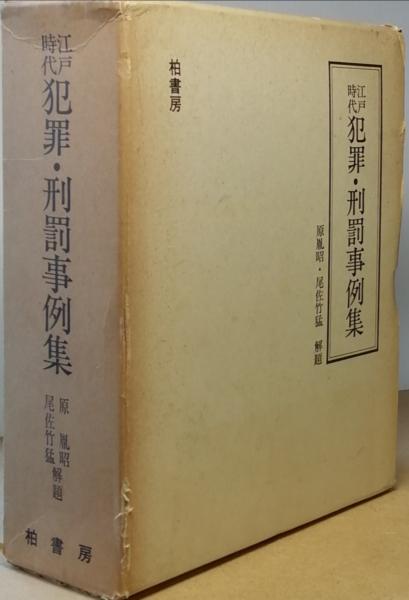 江戸時代
犯罪・刑罰事例集
原胤昭・尾佐竹猛 解題
柏書房
江戸時代
犯罪・刑罰事例集
原 胤昭
尾佐竹猛 解題
柏書房